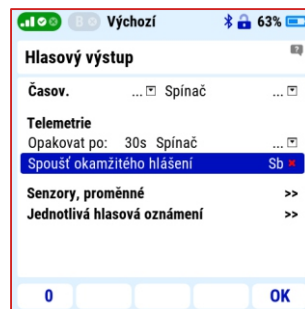 B Výchozí 63%
Hlasový výstup ?
Časov. ... Spínač ...
Telemetrie
Opakovat po: 30s Spínač ...
Spoušť okamžitého hlášení Sb ×
Senzory, proměnné >>
Jednotlivá hlasová oznámení >>
0 OK